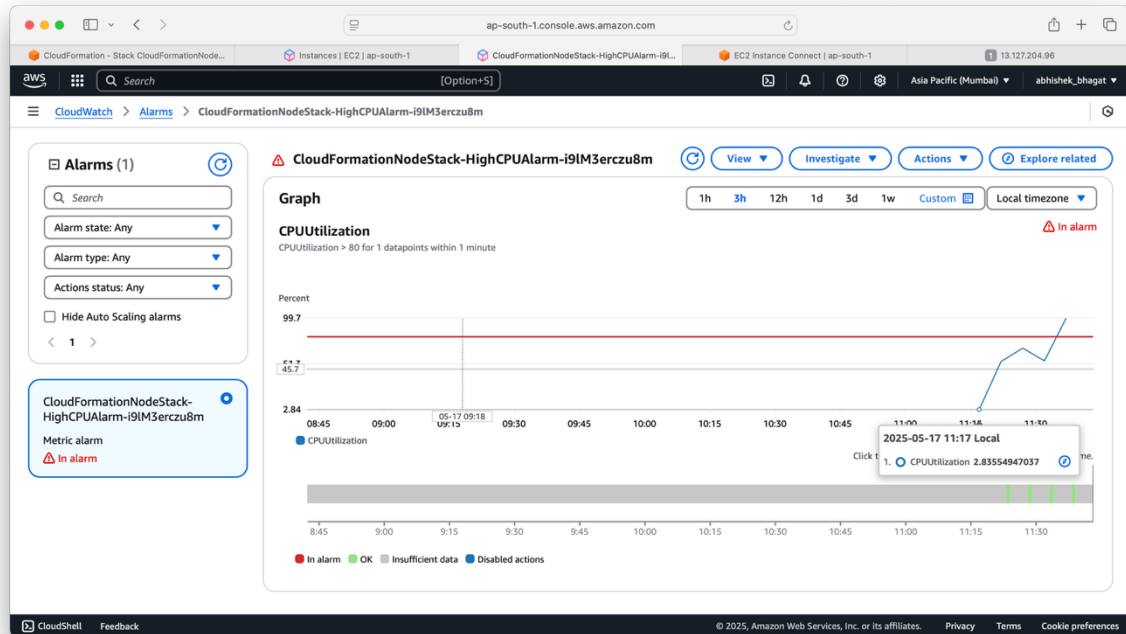 ap-south-1.console.aws.amazon.com
CloudFormation - Stack CloudFormationNode...
Instances | EC2 | ap-south-1
CloudFormationNodeStack-HighCPUAlarm-i9l...
EC2 Instance Connect | ap-south-1
1 13.127.204.96
aws
Search [Option+S]
Asia Pacific (Mumbai)
abhishek_bhagat
CloudWatch > Alarms > CloudFormationNodeStack-HighCPUAlarm-i9lM3erczu8m
Alarms (1)
Search
Alarm state: Any
Alarm type: Any
Actions status: Any
Hide Auto Scaling alarms
1
CloudFormationNodeStack-
HighCPUAlarm-i9lM3erczu8m
Metric alarm
In alarm
CloudFormationNodeStack-HighCPUAlarm-i9lM3erczu8m
View
Investigate
Actions
Explore related
Graph
1h 3h 12h 1d 3d 1w Custom
Local timezone
CPUUtilization
In alarm
CPUUtilization > 80 for 1 datapoints within 1 minute
Percent
99.7
45.7
2.84
05-17 09:18
08:45 09:00 09:15 09:30 09:45 10:00 10:15 10:30 10:45 11:00 11:15 11:30
CPUUtilization
2025-05-17 11:17 Local
1. CPUUtilization 2.83554947037
Click
8:45 9:00 9:15 9:30 9:45 10:00 10:15 10:30 10:45 11:00 11:15 11:30
In alarm OK Insufficient data Disabled actions
CloudShell Feedback
© 2025, Amazon Web Services, Inc. or its affiliates. Privacy Terms Cookie preferences